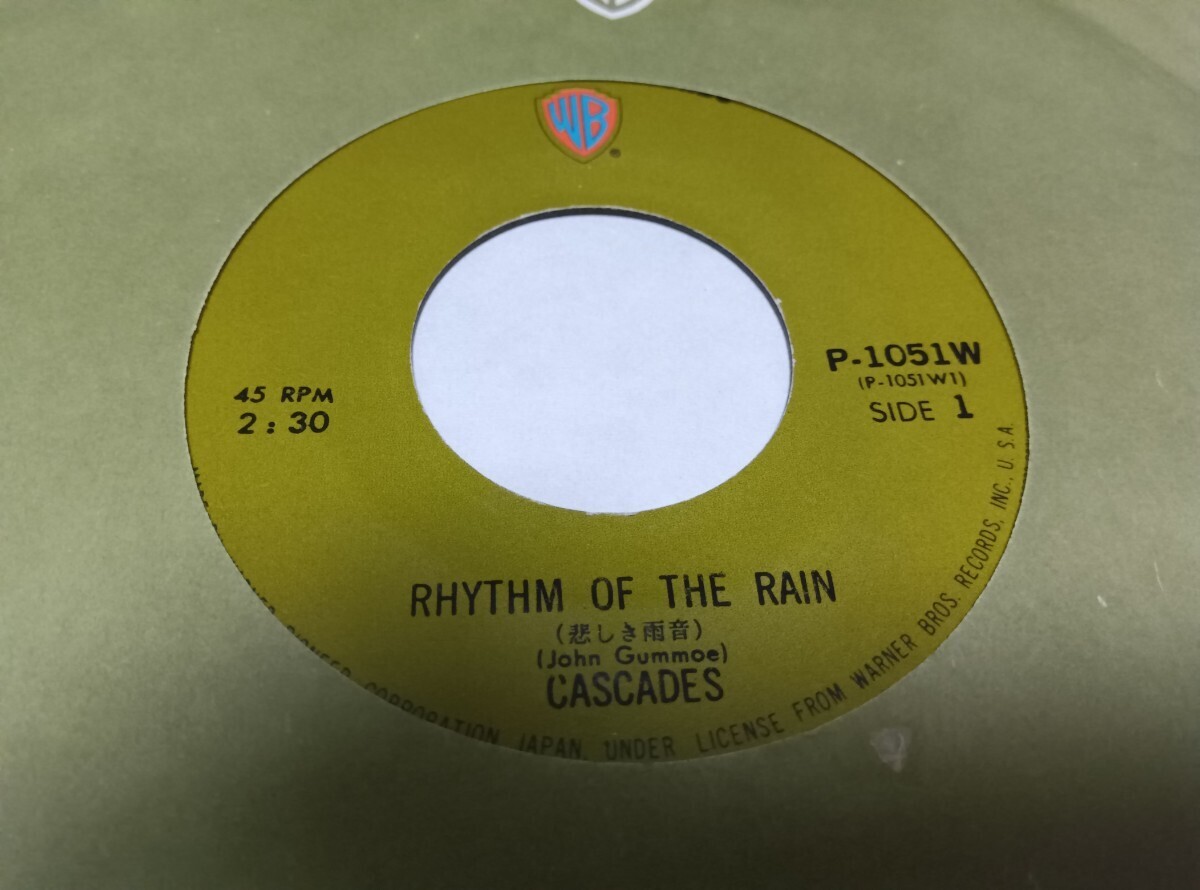 WB
45 RPM
2:30
P-1051W
(P-1051W1)
SIDE 1
RHYTHM OF THE RAIN
(悲しき雨音)
(John Gummoe)
CASCADES
PIONEER CORPORATION JAPAN, UNDER LICENSE FROM WARNER BROS. RECORDS, INC., U.S.A.